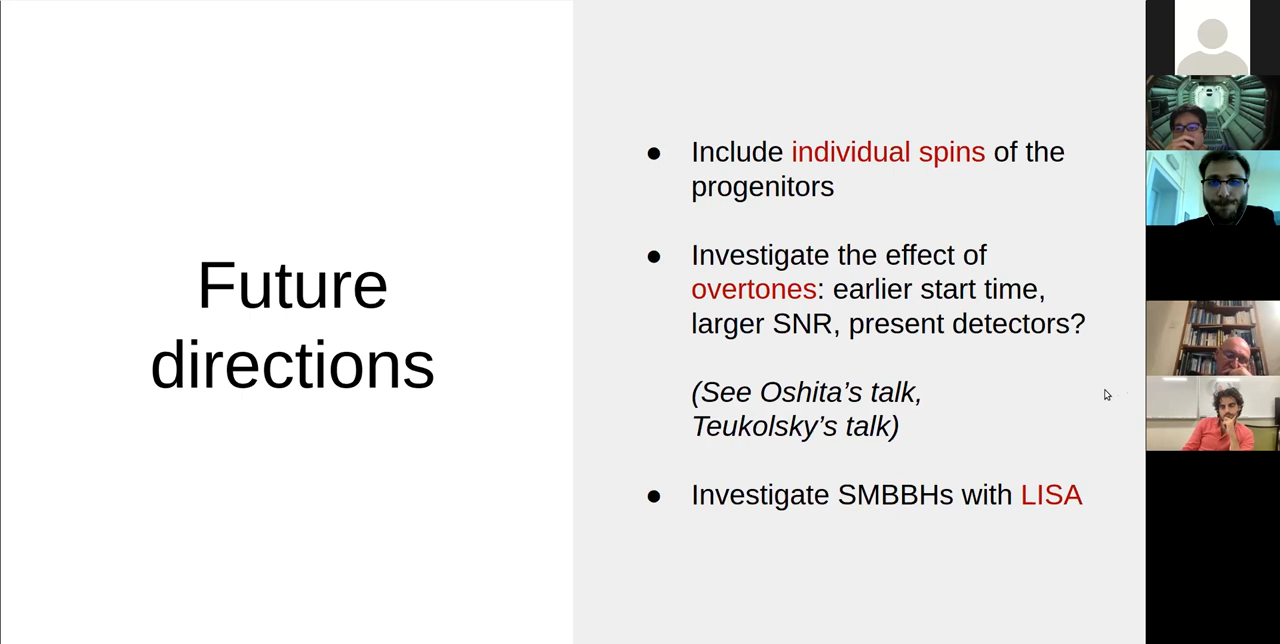 Future
directions
● Include individual spins of the
progenitors
● Investigate the effect of
overtones: earlier start time,
larger SNR, present detectors?
(See Oshita’s talk,
Teukolsky’s talk)
● Investigate SMBBHs with LISA